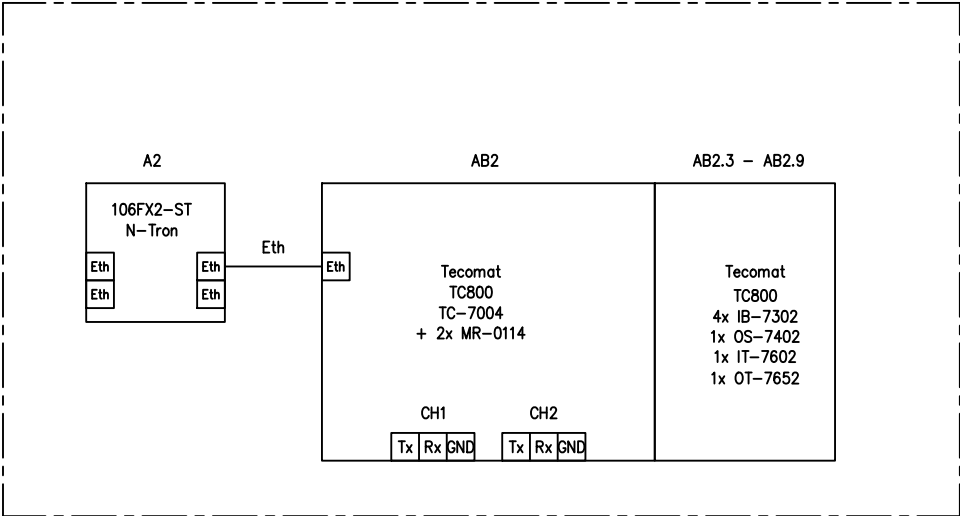 A2
AB2
AB2.3 - AB2.9
106FX2-ST
N-Tron
Eth
Eth
Eth
Eth
Eth
Eth
Tecomat
TC800
TC-7004
+ 2x MR-0114
Tecomat
TC800
4x IB-7302
1x OS-7402
1x IT-7602
1x OT-7652
CH1
CH2
Tx Rx GND
Tx Rx GND